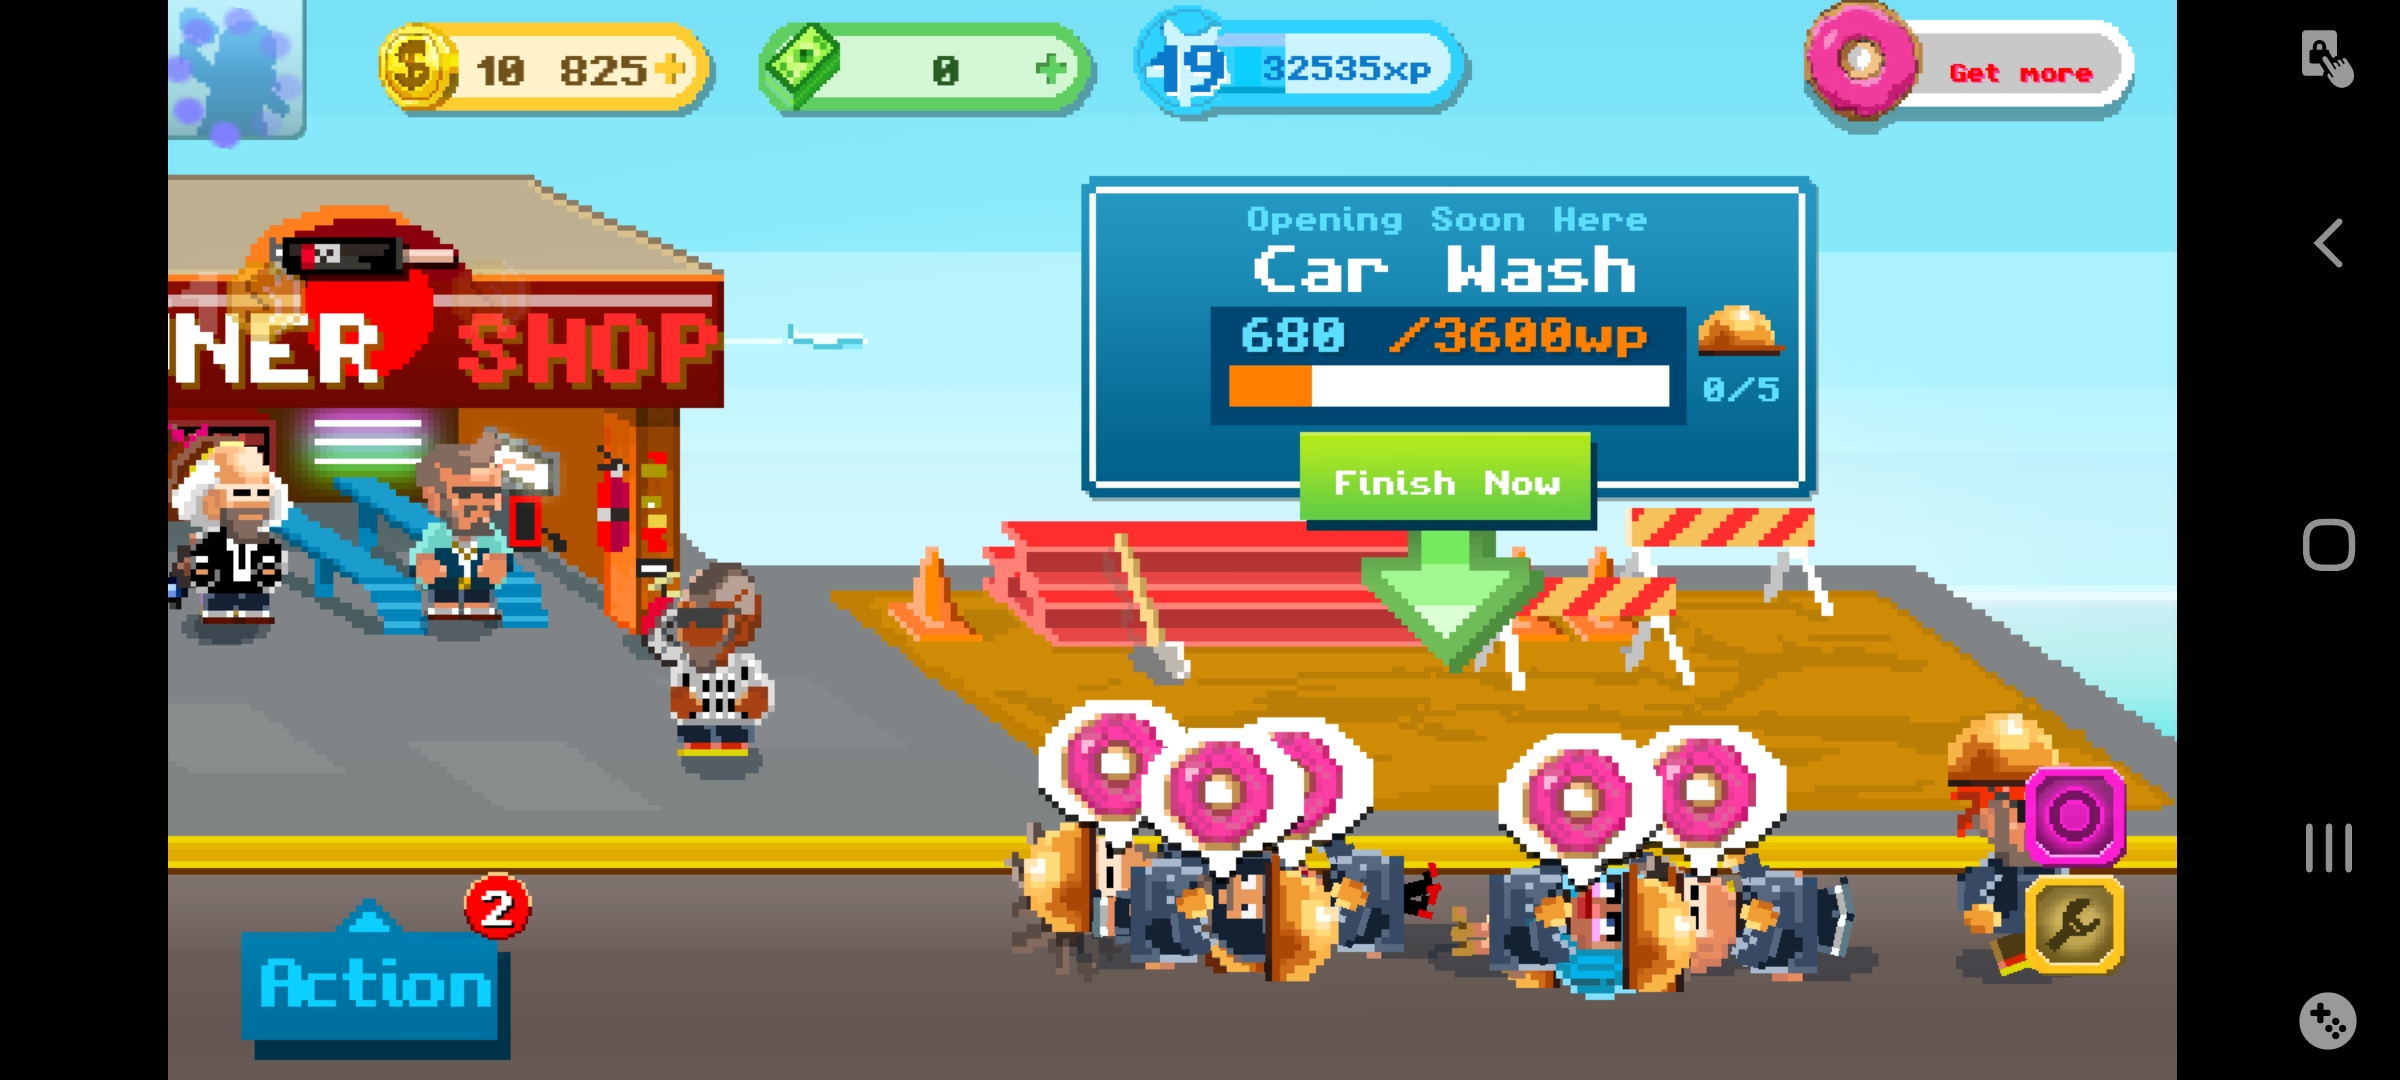 10 825
0
19 32535xp
Get more
Opening Soon Here
Car Wash
680 /3600wp
0/5
Finish Now
NER SHOP
Action
2